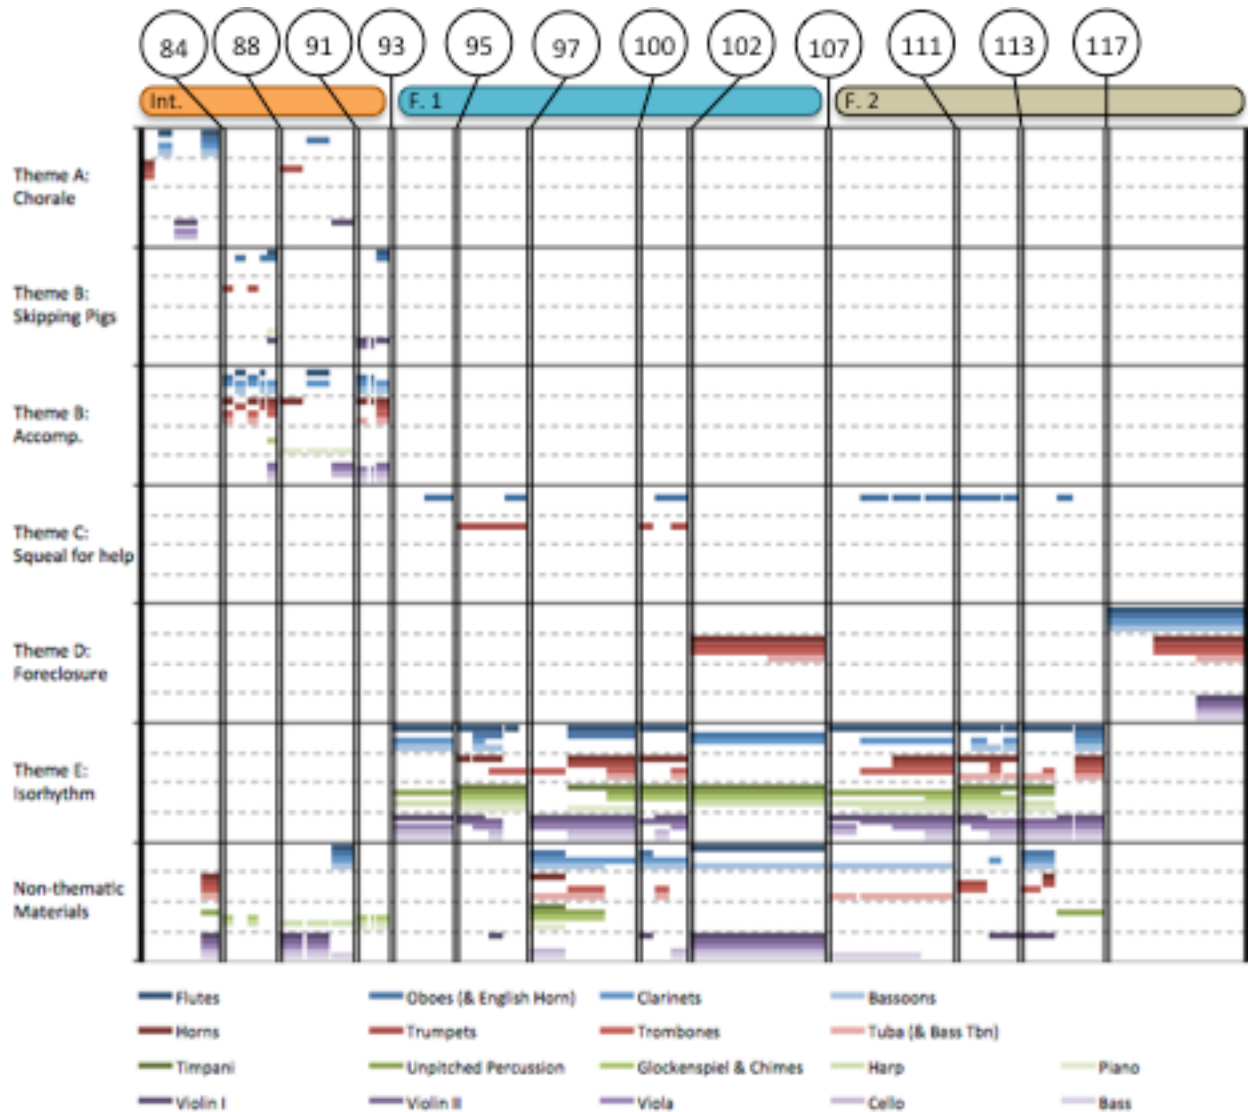 84 88 91 93 95 97 100 102 107 111 113 117
Int. F. 1 F. 2
Theme A:
Chorale
Theme B:
Skipping Pigs
Theme B:
Accomp.
Theme C:
Squeal for help
Theme D:
Foreclosure
Theme E:
Isorhythm
Non-thematic
Materials
Flutes Oboes (& English Horn) Clarinets Bassoons
Horns Trumpets Trombones Tuba (& Bass Tbn)
Timpani Unpitched Percussion Glockenspiel & Chimes Harp Piano
Violin I Violin II Viola Cello Bass